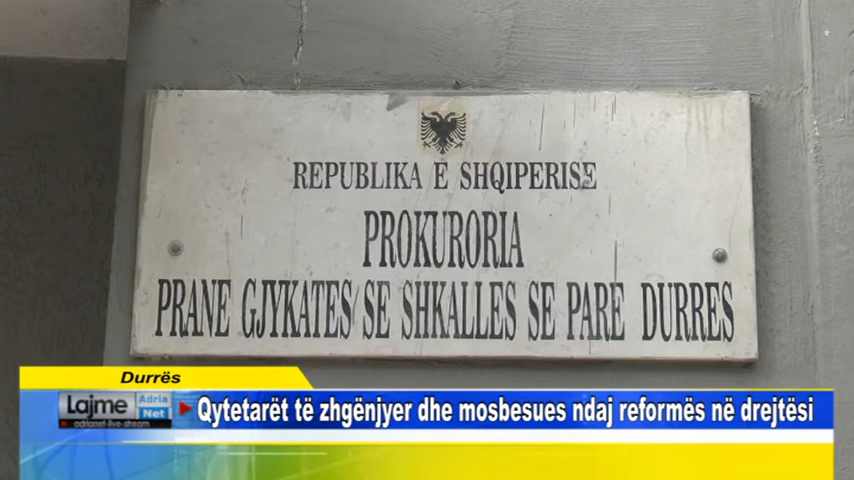 REPUBLIKA E SHQIPERISE
PROKURORIA
PRANE GJYKATES SE SHKALLES SE PARE DURRES
Durrës
Lajme Adria Net
adrianet-live-stream
Qytetarët të zhgënjyer dhe mosbesues ndaj reformës në drejtësi